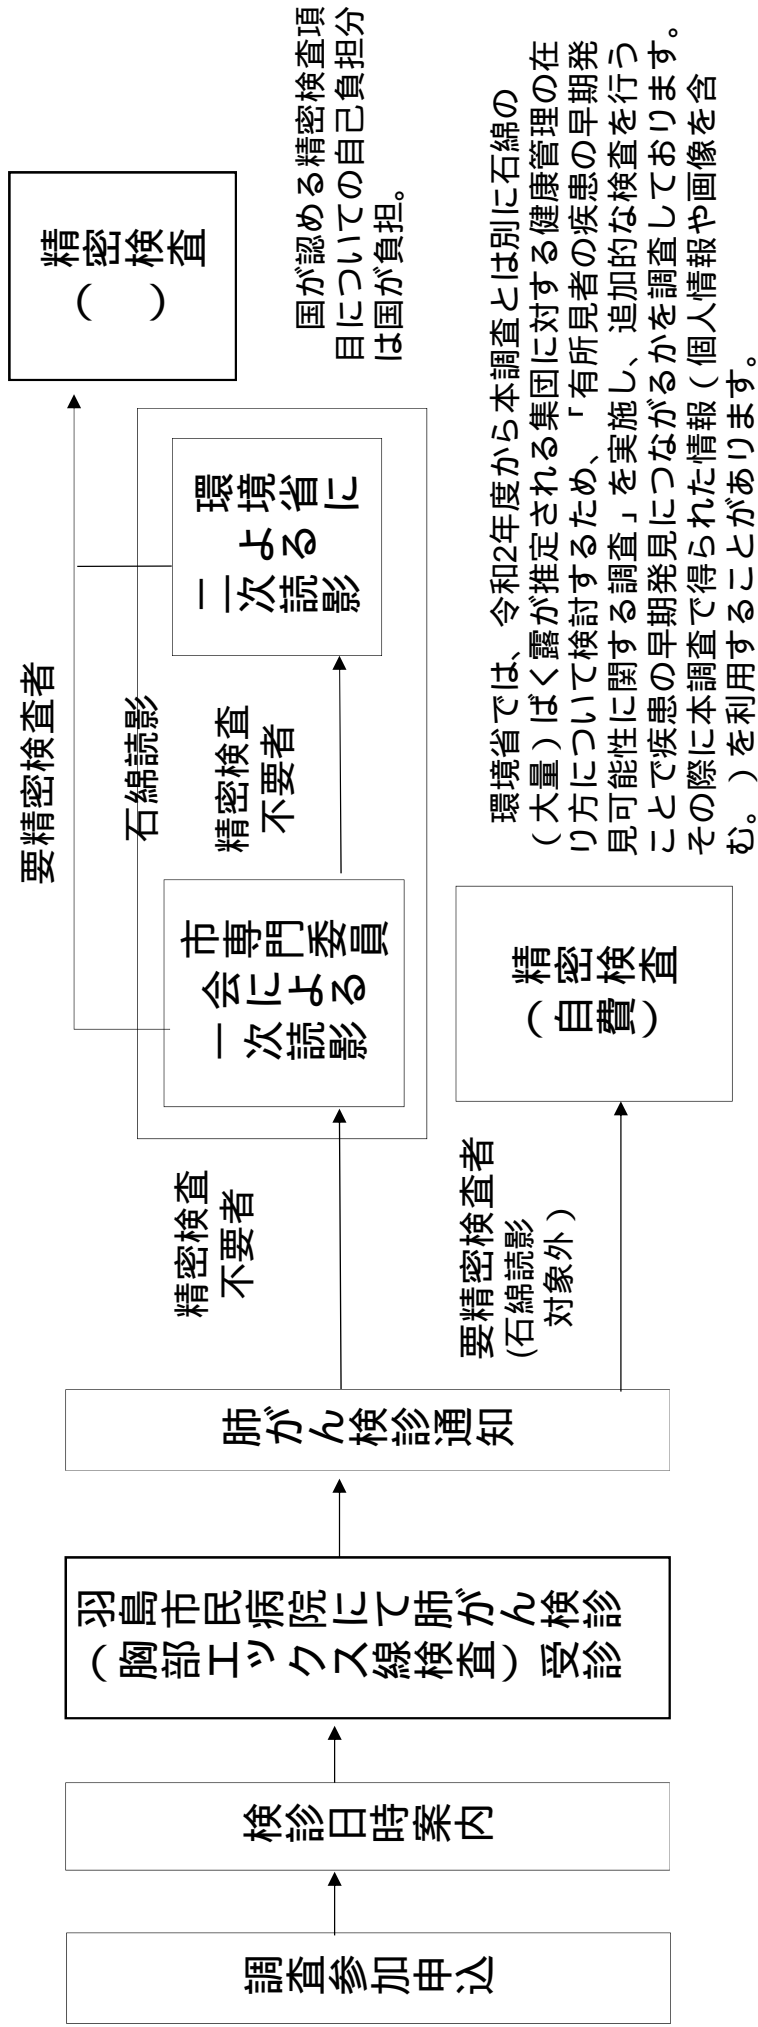 調査参加申込
検診日時案内
羽島市民病院にて肺がん検診
（胸部エックス線検査）受診
肺がん検診通知
精密検査
不要者
要精密検査者
(石綿読影
対象外）
石綿読影
市専門委員
会による
一次読影
精密検査
不要者
環境省に
よる
二次読影
要精密検査者
精密検査
（　）
精密検査
（自費）
国が認める精密検査項
目についての自己負担分
は国が負担。
環境省では、令和2年度から本調査とは別に石綿の
（大量）ばく露が推定される集団に対する健康管理の在
り方について検討するため、「有所見者の疾患の早期発
見可能性に関する調査」を実施し、追加的な検査を行う
ことで疾患の早期発見につながるかを調査しております。
その際に本調査で得られた情報（個人情報や画像を含
む。）を利用することがあります。